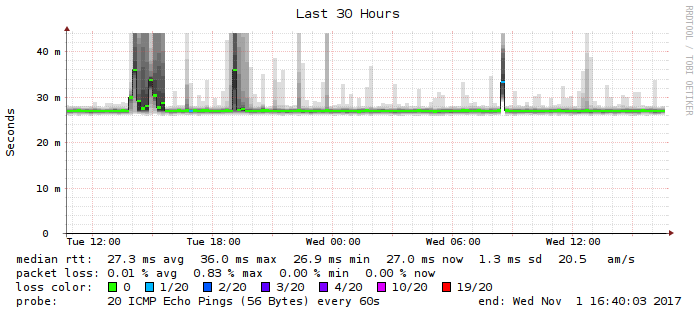 Last 30 Hours
RRDTOOL / TOBI OETIKER
Seconds
40 m
30 m
20 m
10 m
0
Tue 12:00 Tue 18:00 Wed 00:00 Wed 06:00 Wed 12:00
median rtt: 27.3 ms avg 36.0 ms max 26.9 ms min 27.0 ms now 1.3 ms sd 20.5 am/s
packet loss: 0.01 % avg 0.83 % max 0.00 % min 0.00 % now
loss color: 0 1/20 2/20 3/20 4/20 10/20 19/20
probe: 20 ICMP Echo Pings (56 Bytes) every 60s end: Wed Nov 1 16:40:03 2017